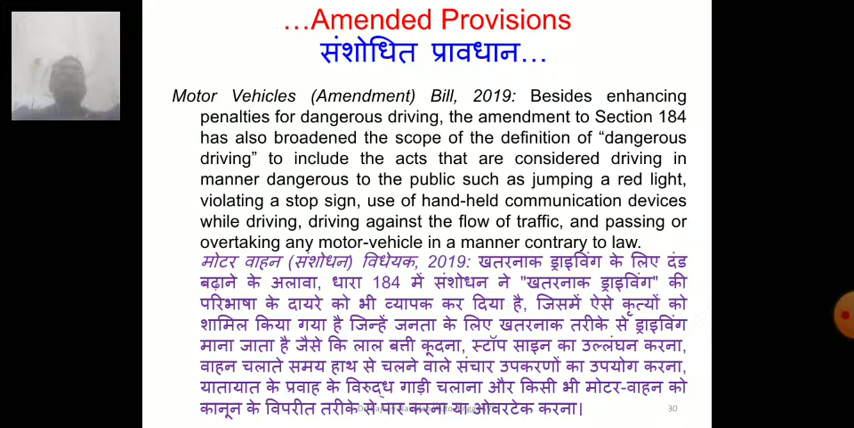 …Amended Provisions
संशोधित प्रावधान…
Motor Vehicles (Amendment) Bill, 2019: Besides enhancing
penalties for dangerous driving, the amendment to Section 184
has also broadened the scope of the definition of “dangerous
driving” to include the acts that are considered driving in
manner dangerous to the public such as jumping a red light,
violating a stop sign, use of hand-held communication devices
while driving, driving against the flow of traffic, and passing or
overtaking any motor-vehicle in a manner contrary to law.
मोटर वाहन (संशोधन) विधेयक, 2019: खतरनाक ड्राइविंग के लिए दंड
बढ़ाने के अलावा, धारा 184 में संशोधन ने "खतरनाक ड्राइविंग" की
परिभाषा के दायरे को भी व्यापक कर दिया है, जिसमें ऐसे कृत्यों को
शामिल किया गया है जिन्हें जनता के लिए खतरनाक तरीके से ड्राइविंग
माना जाता है जैसे कि लाल बत्ती कूदना, स्टॉप साइन का उल्लंघन करना,
वाहन चलाते समय हाथ से चलने वाले संचार उपकरणों का उपयोग करना,
यातायात के प्रवाह के विरुद्ध गाड़ी चलाना और किसी भी मोटर-वाहन को
कानून के विपरीत तरीके से पार करना या ओवरटेक करना।
30